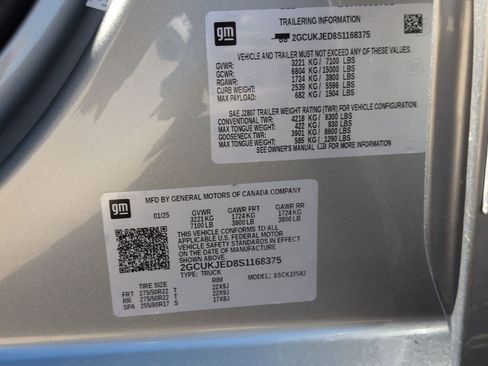 gm
TRAILERING INFORMATION
2GCUKJED8S1168375
VEHICLE AND TRAILER MUST NOT EXCEED ANY OF THESE VALUES.
GVWR: 3221 KG / 7100 LBS
GCWR: 6804 KG / 15000 LBS
RGAWR: 1724 KG / 3800 LBS
CURB WEIGHT: 2539 KG / 5596 LBS
MAX PAYLOAD: 682 KG / 1504 LBS
SAE J2807 TRAILER WEIGHT RATING (TWR) FOR VEHICLE CONFIGURATION.
CONVENTIONAL TWR: 4218 KG / 9300 LBS
MAX TONGUE WEIGHT: 422 KG / 930 LBS
GOOSENECK TWR: 3901 KG / 8600 LBS
MAX TONGUE WEIGHT: 585 KG / 1290 LBS
SEE OWNER'S MANUAL FOR MORE INFORMATION
gm
MFD BY GENERAL MOTORS OF CANADA COMPANY
01/25 GVWR GAWR FRT GAWR RR
3221 KG 1724 KG 1724 KG
7100 LB 3800 LB 3800 LB
THIS VEHICLE CONFORMS TO ALL
APPLICABLE U.S. FEDERAL MOTOR
VEHICLE SAFETY STANDARDS IN EFFECT
ON THE DATE OF MANUFACTURE
2GCUKJED8S1168375
TYPE: TRUCK MODEL:
TIRE SIZE RIM
FRT 275/50R22 T 22X9J
RR 275/50R22 T 22X9J
SPA 255/80R17 S 17X8J